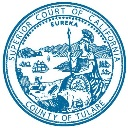 SUPERIOR COURT OF CALIFORNIA
EUREKA
COUNTY OF TULARE